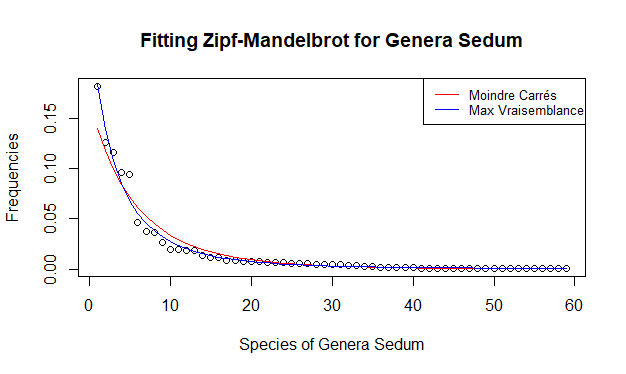 Fitting Zipf-Mandelbrot for Genera Sedum
Moindre Carrés
Max Vraisemblance
Frequencies
0.15
0.10
0.05
0.00
0 10 20 30 40 50 60
Species of Genera Sedum